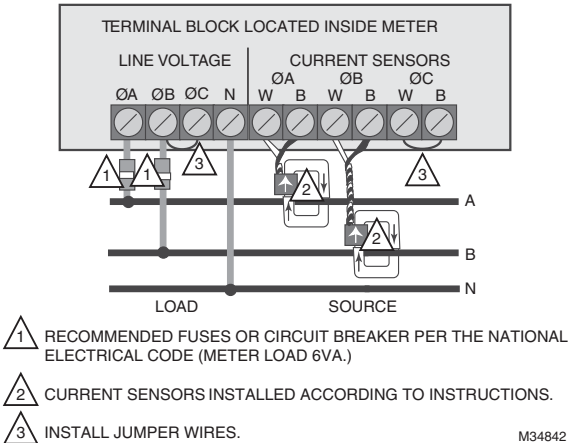 TERMINAL BLOCK LOCATED INSIDE METER
LINE VOLTAGE CURRENT SENSORS
ØA ØB ØC
ØA ØB ØC N W B W B W B
1 1 3 2 3
A
2
B
N
LOAD SOURCE
1 RECOMMENDED FUSES OR CIRCUIT BREAKER PER THE NATIONAL
ELECTRICAL CODE (METER LOAD 6VA.)
2 CURRENT SENSORS INSTALLED ACCORDING TO INSTRUCTIONS.
3 INSTALL JUMPER WIRES.
M34842